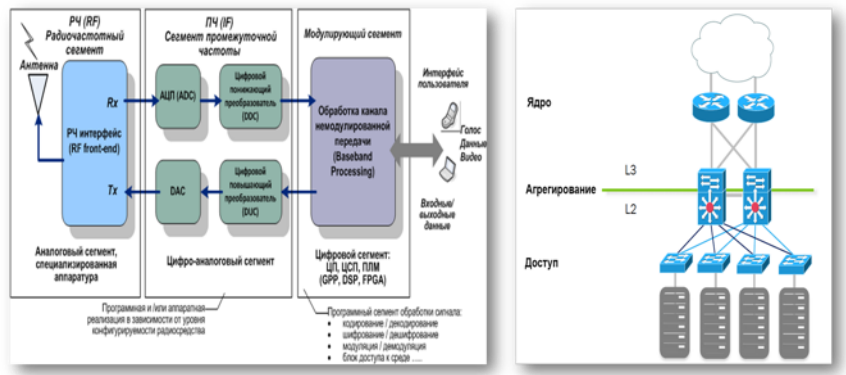 РЧ (RF)
Радиочастотный
сегмент
Антенна
Rx
РЧ интерфейс
(RF front-end)
Tx
Аналоговый сегмент,
специализированная
аппаратура
ПЧ (IF)
Сегмент промежуточной
частоты
АЦП (ADC)
Цифровой
понижающий
преобразователь
(DDC)
DAC
Цифровой
повышающий
преобразователь
(DUC)
Цифро-аналоговый сегмент
Модулирующий сегмент
Обработка канала
немодулированной
передачи
(Baseband
Processing)
Цифровой сегмент:
ЦП, ЦСП, ПЛМ
(GPP, DSP, FPGA)
Интерфейс
пользователя
Голос
Данные
Видео
Входные/
выходные
данные
Программная и /или аппаратная
реализация в зависимости от уровня
конфигурируемости радиосредства
Программный сегмент обработки сигнала:
• кодирование / декодирование
• шифрование / дешифрование
• модуляция / демодуляция
• блок доступа к среде .....
Ядро
L3
Агрегирование
L2
Доступ